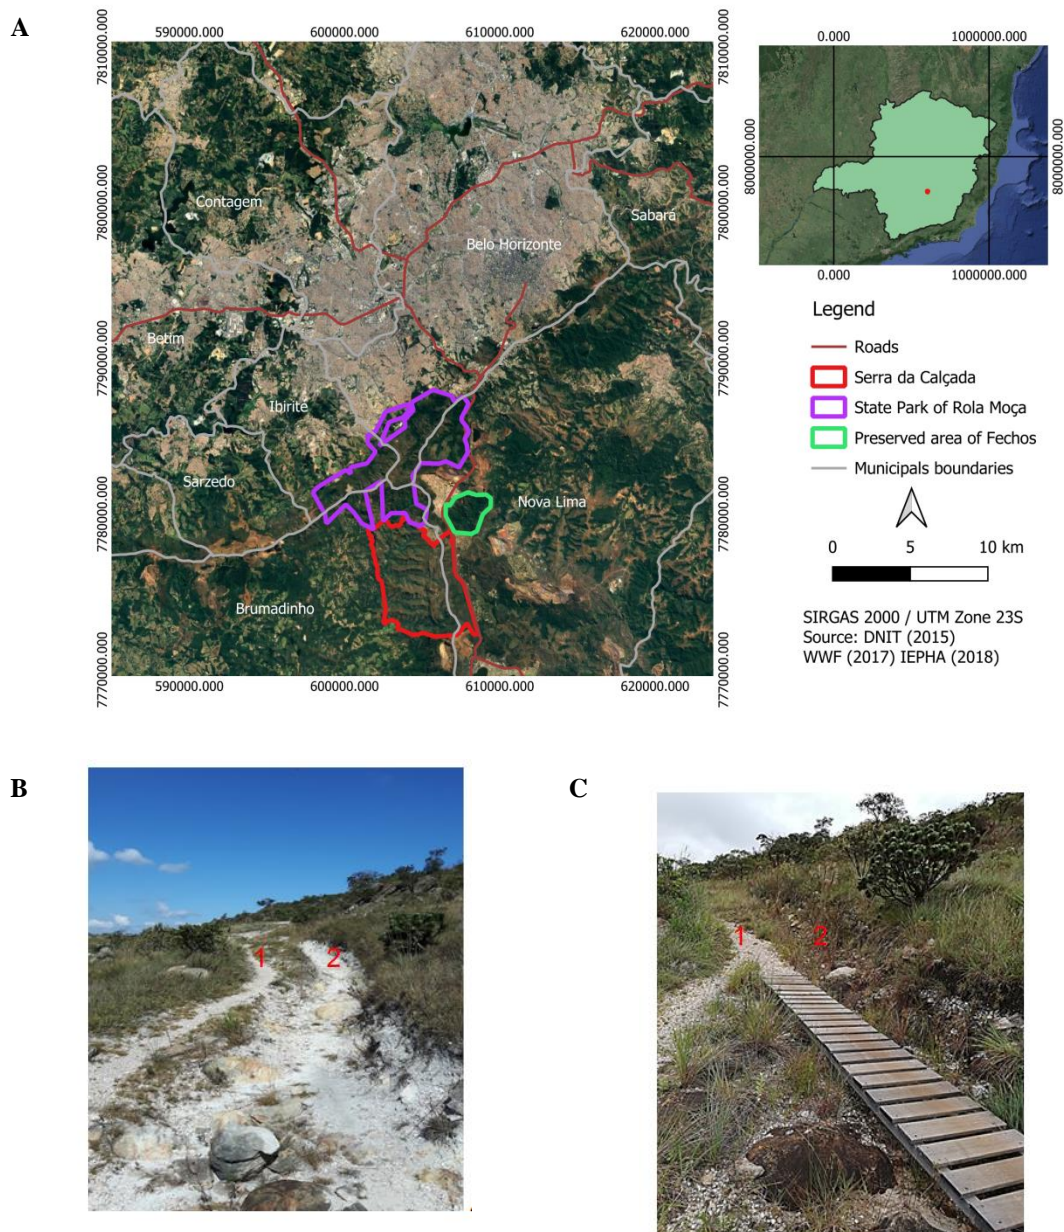 A
590000.000 600000.000 610000.000 620000.000
7810000.000 7810000.000
7800000.000 7800000.000
7790000.000 7790000.000
7780000.000 7780000.000
7770000.000 7770000.000
Contagem
Sabará
Belo Horizonte
Betim
Ibirité
Sarzedo
Nova Lima
Brumadinho
590000.000 600000.000 610000.000 620000.000
0.000 1000000.000
8000000.000 8000000.000
0.000 1000000.000
Legend
Roads
Serra da Calçada
State Park of Rola Moça
Preserved area of Fechos
Municipals boundaries
0 5 10 km
SIRGAS 2000 / UTM Zone 23S
Source: DNIT (2015)
WWF (2017) IEPHA (2018)
B
1 2
C
1 2